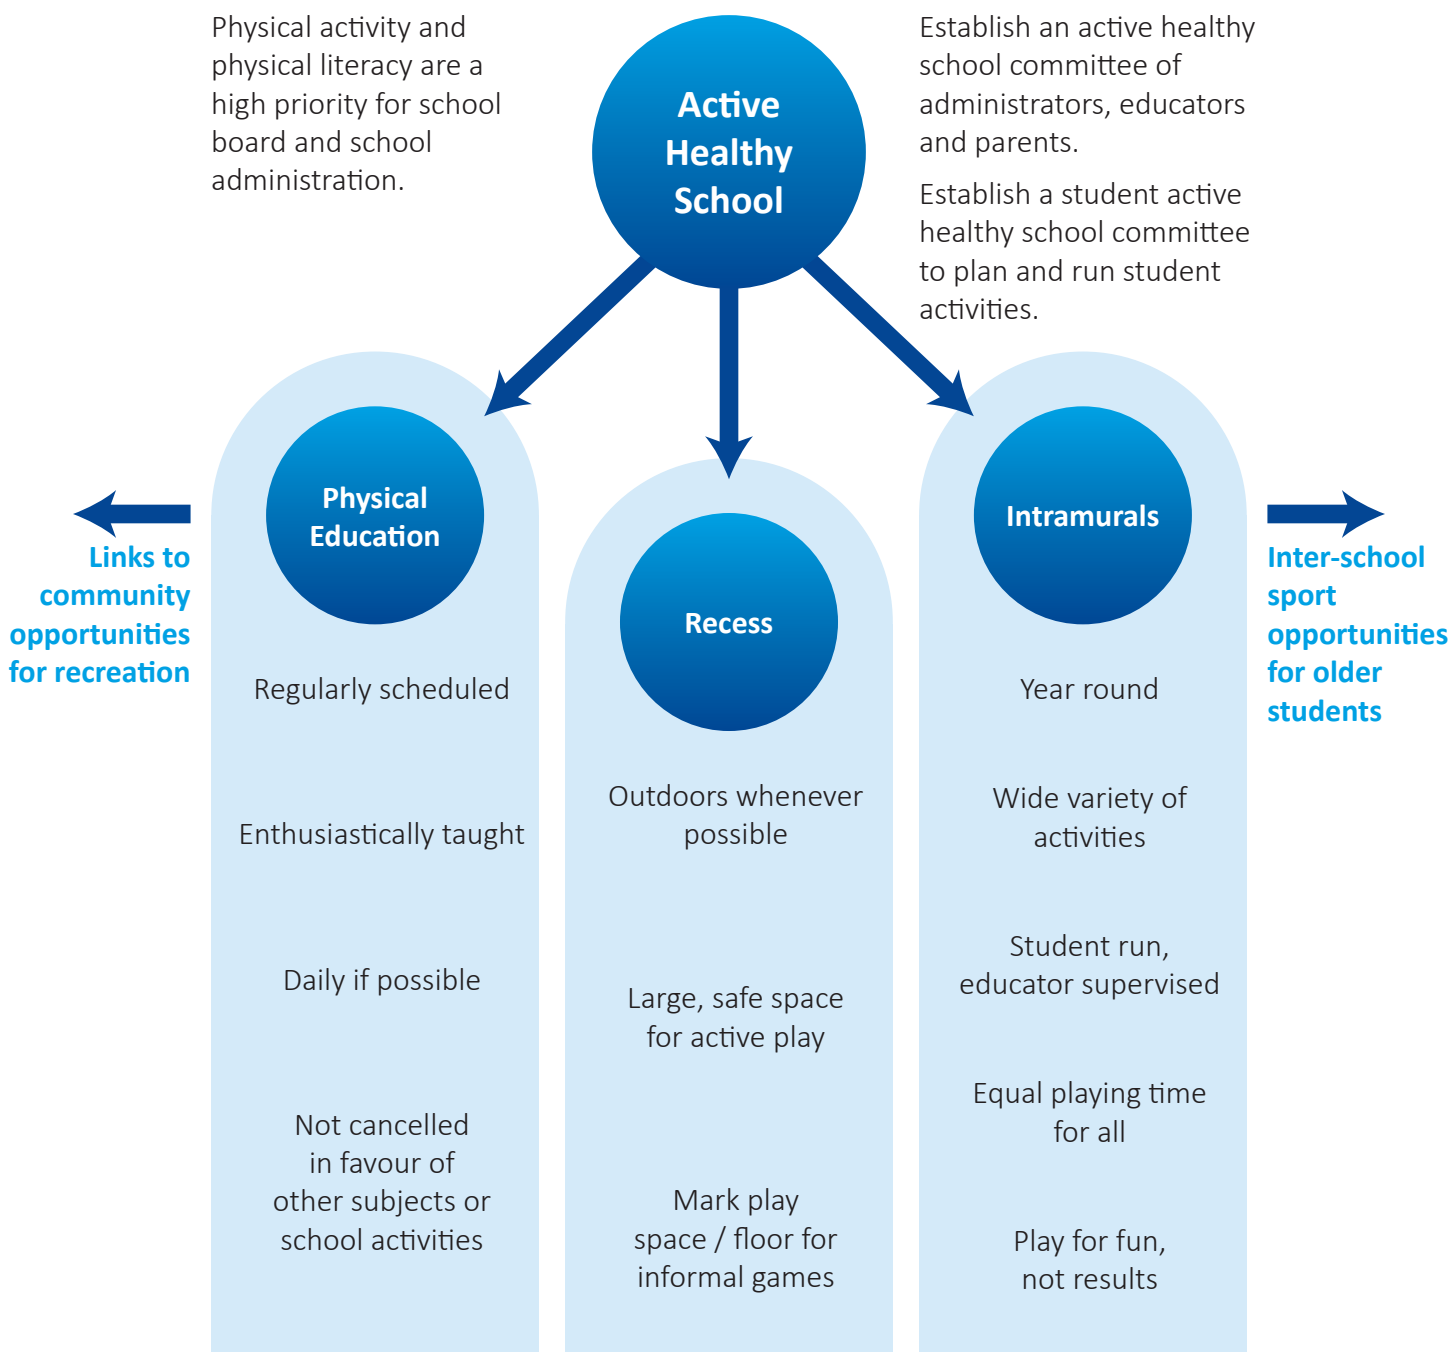 Physical activity and
physical literacy are a
high priority for school
board and school
administration.
Active
Healthy
School
Establish an active healthy
school committee of
administrators, educators
and parents.
Establish a student active
healthy school committee
to plan and run student
activities.
Links to
community
opportunities
for recreation
Physical
Education
Regularly scheduled
Enthusiastically taught
Daily if possible
Not cancelled
in favour of
other subjects or
school activities
Recess
Outdoors whenever
possible
Large, safe space
for active play
Mark play
space / floor for
informal games
Intramurals
Year round
Wide variety of
activities
Student run,
educator supervised
Equal playing time
for all
Play for fun,
not results
Inter-school
sport
opportunities
for older
students